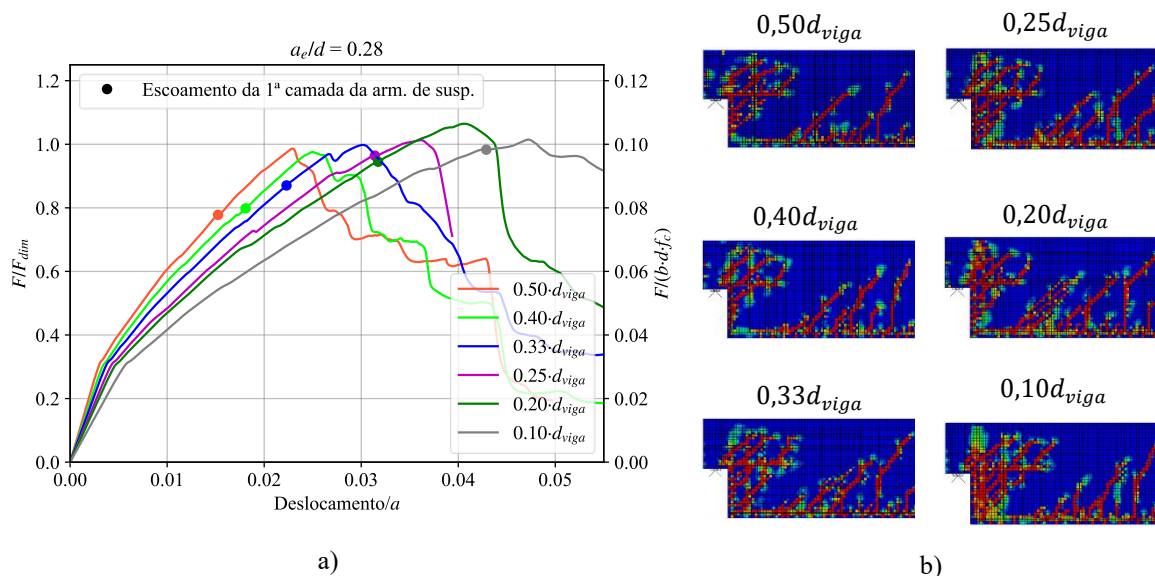 a_e/d = 0.28
F/F_dim
1.2
1.0
0.8
0.6
0.4
0.2
0.0
Escoamento da 1ª camada da arm. de susp.
0.50·d_viga
0.40·d_viga
0.33·d_viga
0.25·d_viga
0.20·d_viga
0.10·d_viga
0.12
0.10
0.08
0.06
0.04
0.02
0.00
F/(b·d·f_c)
0.00 0.01 0.02 0.03 0.04 0.05
Deslocamento/a
a)
0,50d_viga 0,25d_viga
0,40d_viga 0,20d_viga
0,33d_viga 0,10d_viga
b)